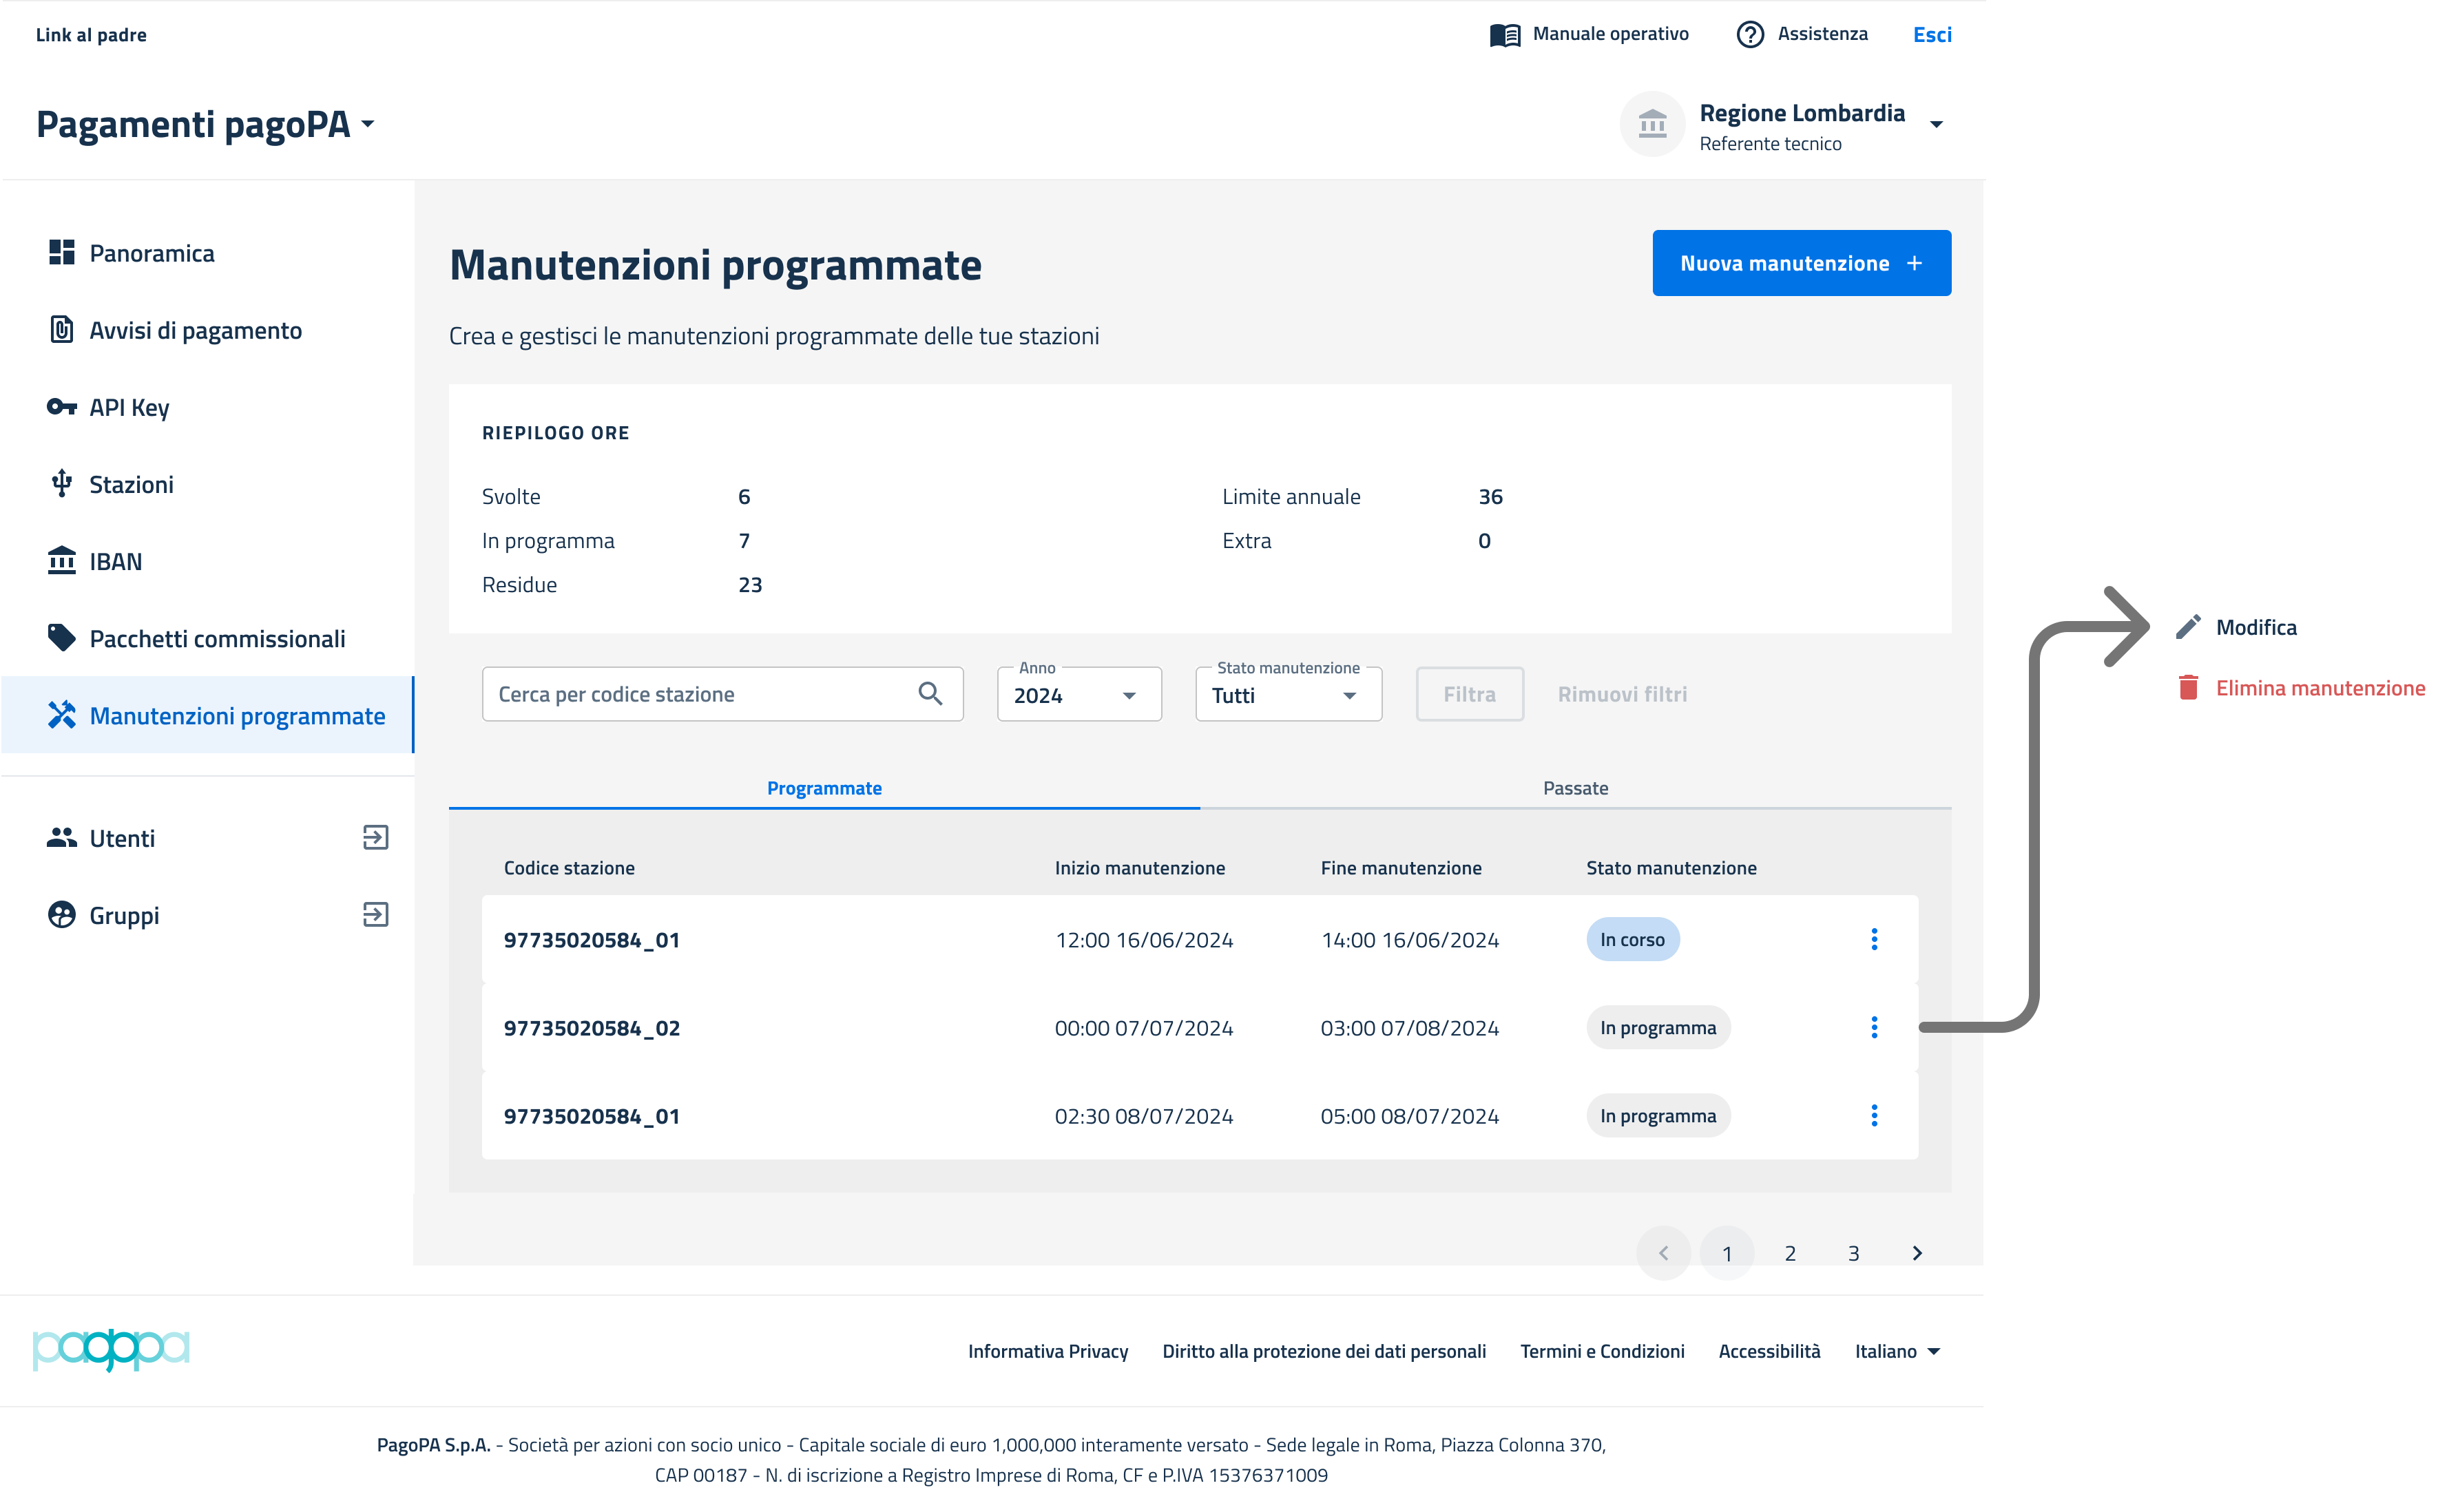 Link al padre
Manuale operativo
Assistenza
Esci
Pagamenti pagoPA
Regione Lombardia
Referente tecnico
Panoramica
Avvisi di pagamento
API Key
Stazioni
IBAN
Pacchetti commissionali
Manutenzioni programmate
Utenti
Gruppi
Manutenzioni programmate
Nuova manutenzione +
Crea e gestisci le manutenzioni programmate delle tue stazioni
RIEPILOGO ORE
Svolte 6
In programma 7
Residue 23
Limite annuale 36
Extra 0
Cerca per codice stazione
Anno
2024
Stato manutenzione
Tutti
Filtra
Rimuovi filtri
Programmate
Passate
Codice stazione Inizio manutenzione Fine manutenzione Stato manutenzione
97735020584_01 12:00 16/06/2024 14:00 16/06/2024 In corso
97735020584_02 00:00 07/07/2024 03:00 07/08/2024 In programma
97735020584_01 02:30 08/07/2024 05:00 08/07/2024 In programma
Modifica
Elimina manutenzione
1 2 3
pagopa
Informativa Privacy Diritto alla protezione dei dati personali Termini e Condizioni Accessibilità Italiano
PagoPA S.p.A. - Società per azioni con socio unico - Capitale sociale di euro 1,000,000 interamente versato - Sede legale in Roma, Piazza Colonna 370,
CAP 00187 - N. di iscrizione a Registro Imprese di Roma, CF e P.IVA 15376371009